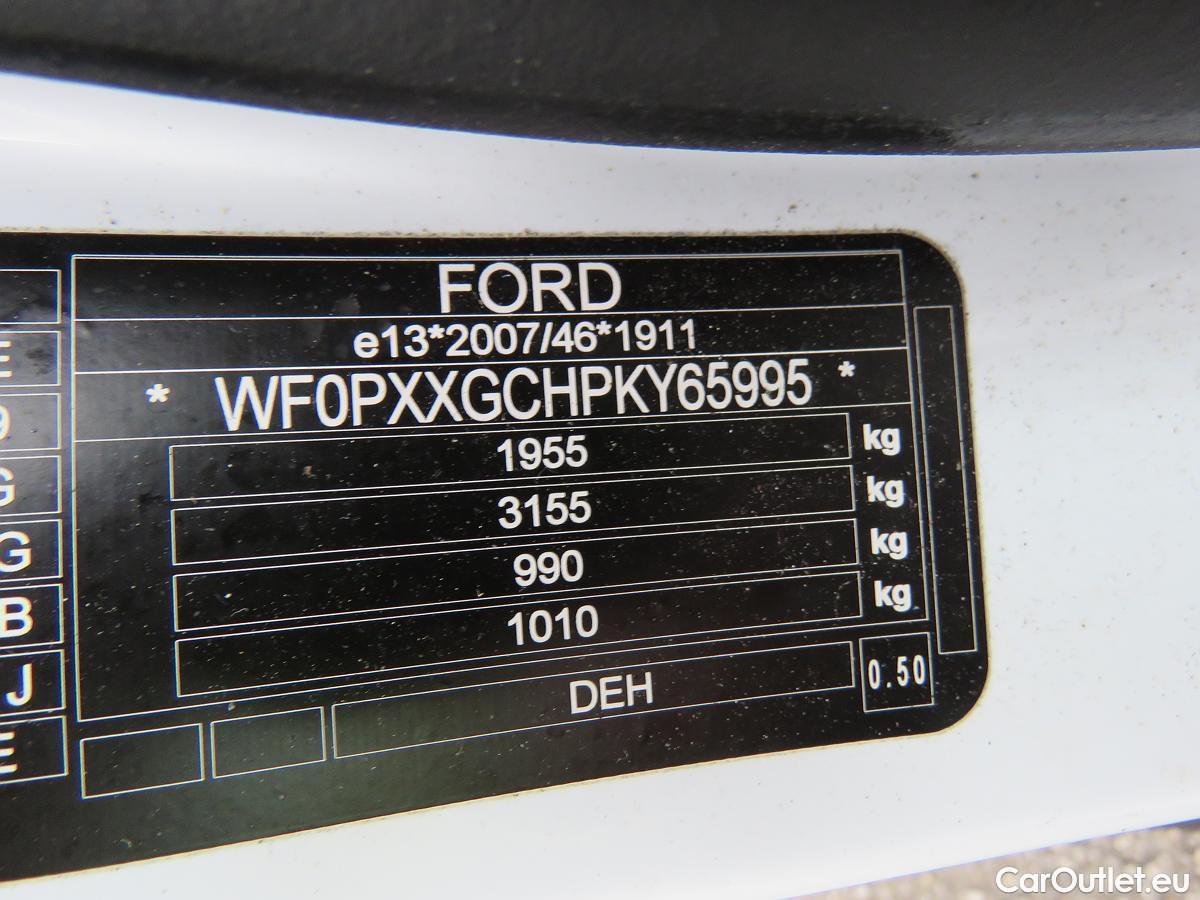 FORD
e13*2007/46*1911
* WF0PXXGCHPKY65995 *
1955 kg
3155 kg
990 kg
1010 kg
DEH 0.50
G
G
B
J
CarOutlet.eu